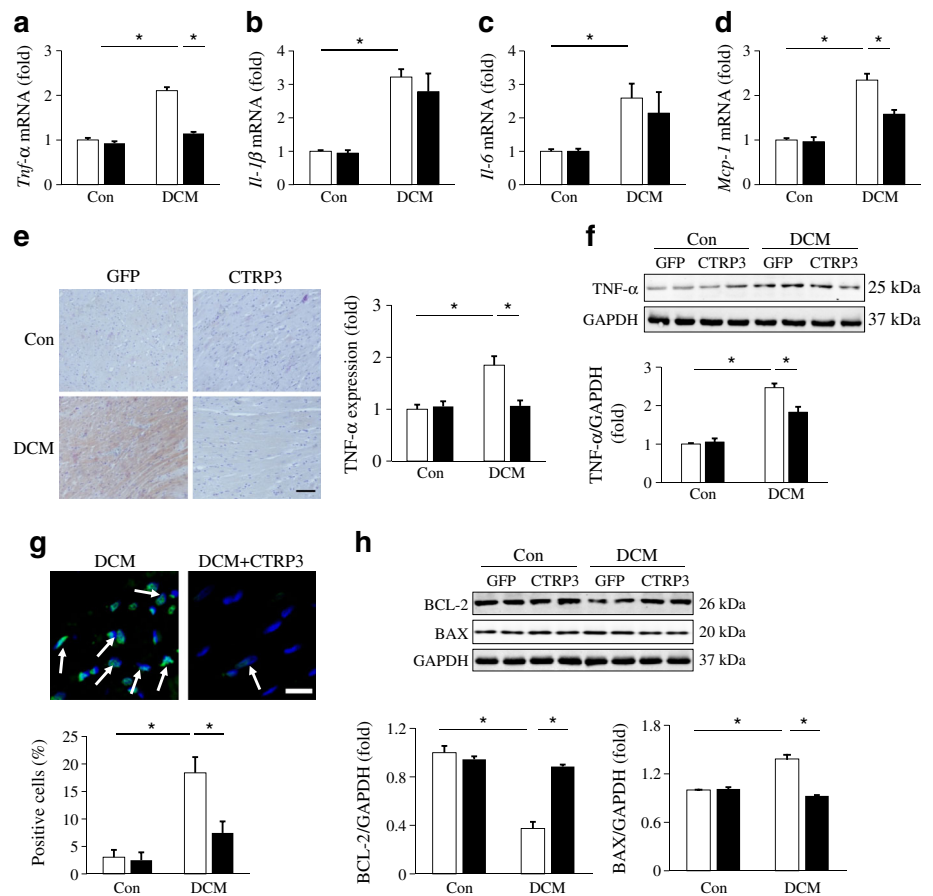 a
*
*
3
2
1
0
Tnf-α mRNA (fold)
Con
DCM
b
*
4
3
2
1
0
Il-1β mRNA (fold)
Con
DCM
c
*
4
3
2
1
0
Il-6 mRNA (fold)
Con
DCM
d
*
*
3
2
1
0
Mcp-1 mRNA (fold)
Con
DCM
e
GFP
CTRP3
Con
DCM
*
*
3
2
1
0
TNF-α expression (fold)
Con
DCM
f
Con
DCM
GFP CTRP3 GFP CTRP3
TNF-α
25 kDa
GAPDH
37 kDa
*
*
3
2
1
0
TNF-α/GAPDH
(fold)
Con
DCM
g
DCM
DCM+CTRP3
*
*
25
20
15
10
5
0
Positive cells (%)
Con
DCM
h
Con
DCM
GFP CTRP3 GFP CTRP3
BCL-2
26 kDa
BAX
20 kDa
GAPDH
37 kDa
*
*
1.2
0.8
0.4
0
BCL-2/GAPDH (fold)
Con
DCM
*
*
1.8
1.2
0.6
0
BAX/GAPDH (fold)
Con
DCM